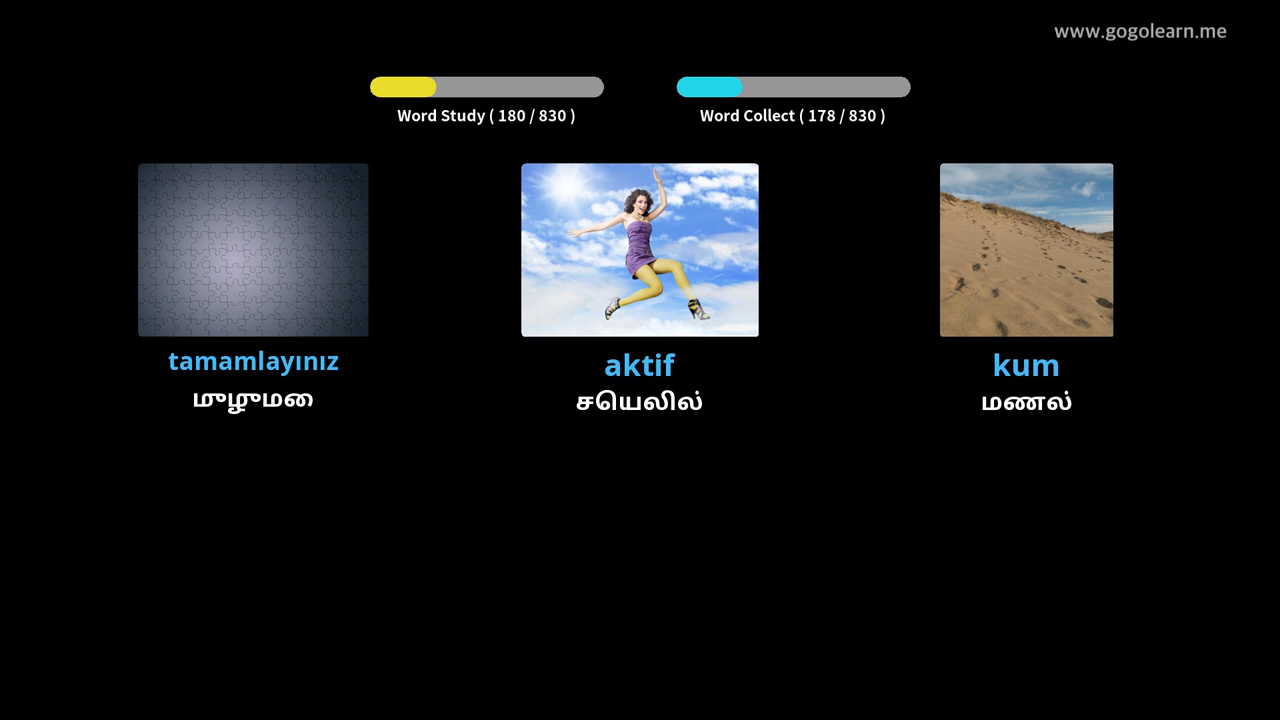 www.gogolearn.me
Word Study ( 180 / 830 )
Word Collect ( 178 / 830 )
tamamlayınız
முழுமை
aktif
சயெலில்
kum
மணல்